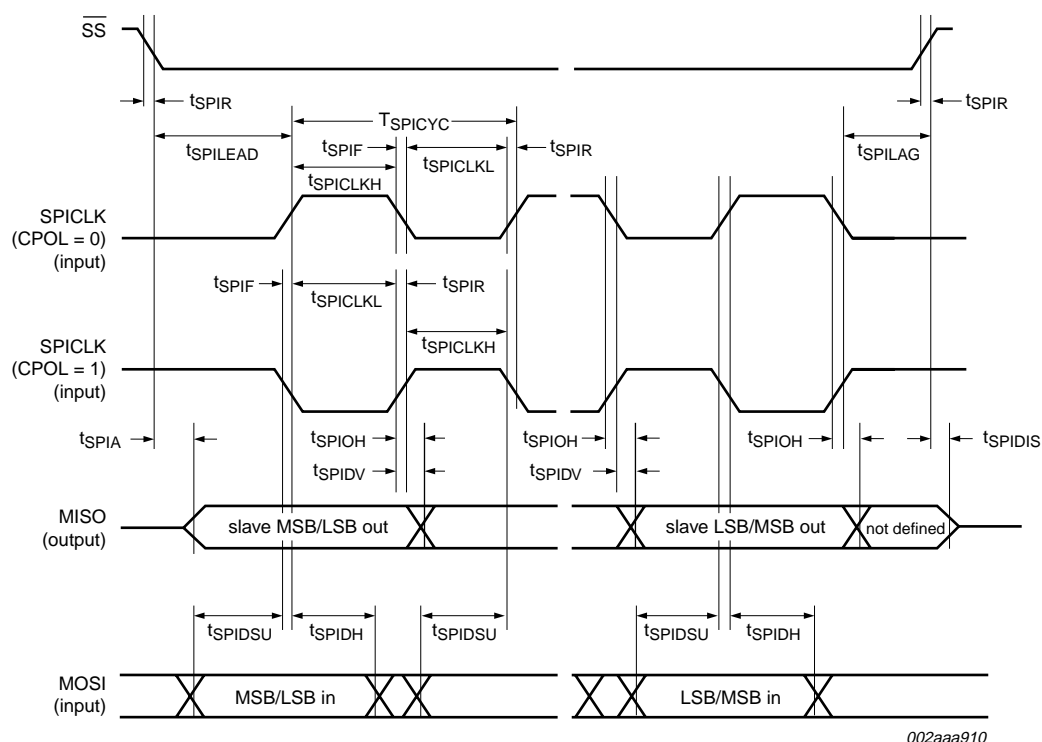 SS
tSPIR
tSPIR
TSPICYC
tSPILEAD
tSPIF
tSPICLKL
tSPIR
tSPILAG
tSPICLKH
SPICLK
(CPOL = 0)
(input)
tSPIF
tSPICLKL
tSPIR
tSPICLKH
SPICLK
(CPOL = 1)
(input)
tSPIA
tSPIOH
tSPIOH
tSPIOH
tSPIDIS
tSPIDV
tSPIDV
MISO
(output)
slave MSB/LSB out
slave LSB/MSB out
not defined
tSPIDSU
tSPIDH
tSPIDSU
tSPIDSU
tSPIDH
MOSI
(input)
MSB/LSB in
LSB/MSB in
002aaa910